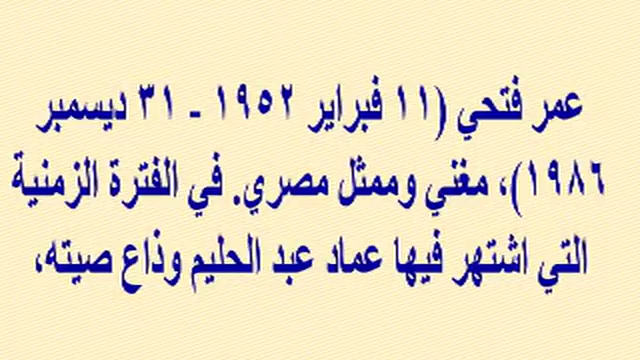 عمر فتحي (١١ فبراير ١٩٥٢ - ٣١ ديسمبر
١٩٨٦)، مغني وممثل مصري. في الفترة الزمنية
التي اشتهر فيها عماد عبد الحليم وذاع صيته،